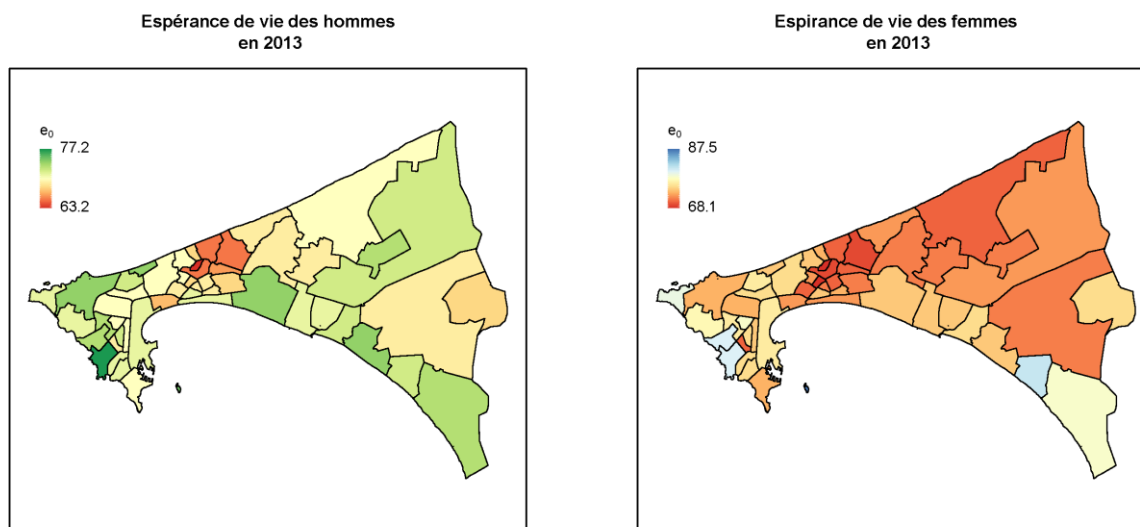 Espérance de vie des hommes
en 2013
e₀
77.2
63.2
Espirance de vie des femmes
en 2013
e₀
87.5
68.1